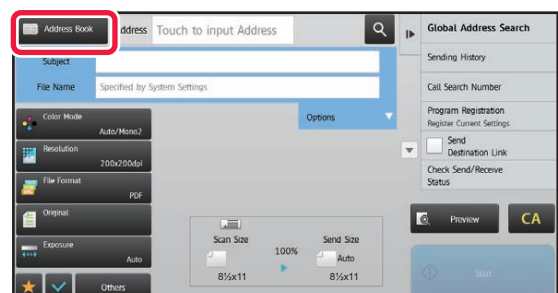 Address Book
ddress
Touch to input Address
Subject
File Name
Specified by System Settings
Options
Color Mode
Auto/Mono2
Resolution
200x200dpi
File Format
PDF
Original
Exposure
Auto
Others
Scan Size
100%
Send Size
Auto
8½x11
8½x11
Global Address Search
Sending History
Call Search Number
Program Registration
Register Current Settings
Send
Destination Link
Check Send/Receive
Status
Preview
CA
Start